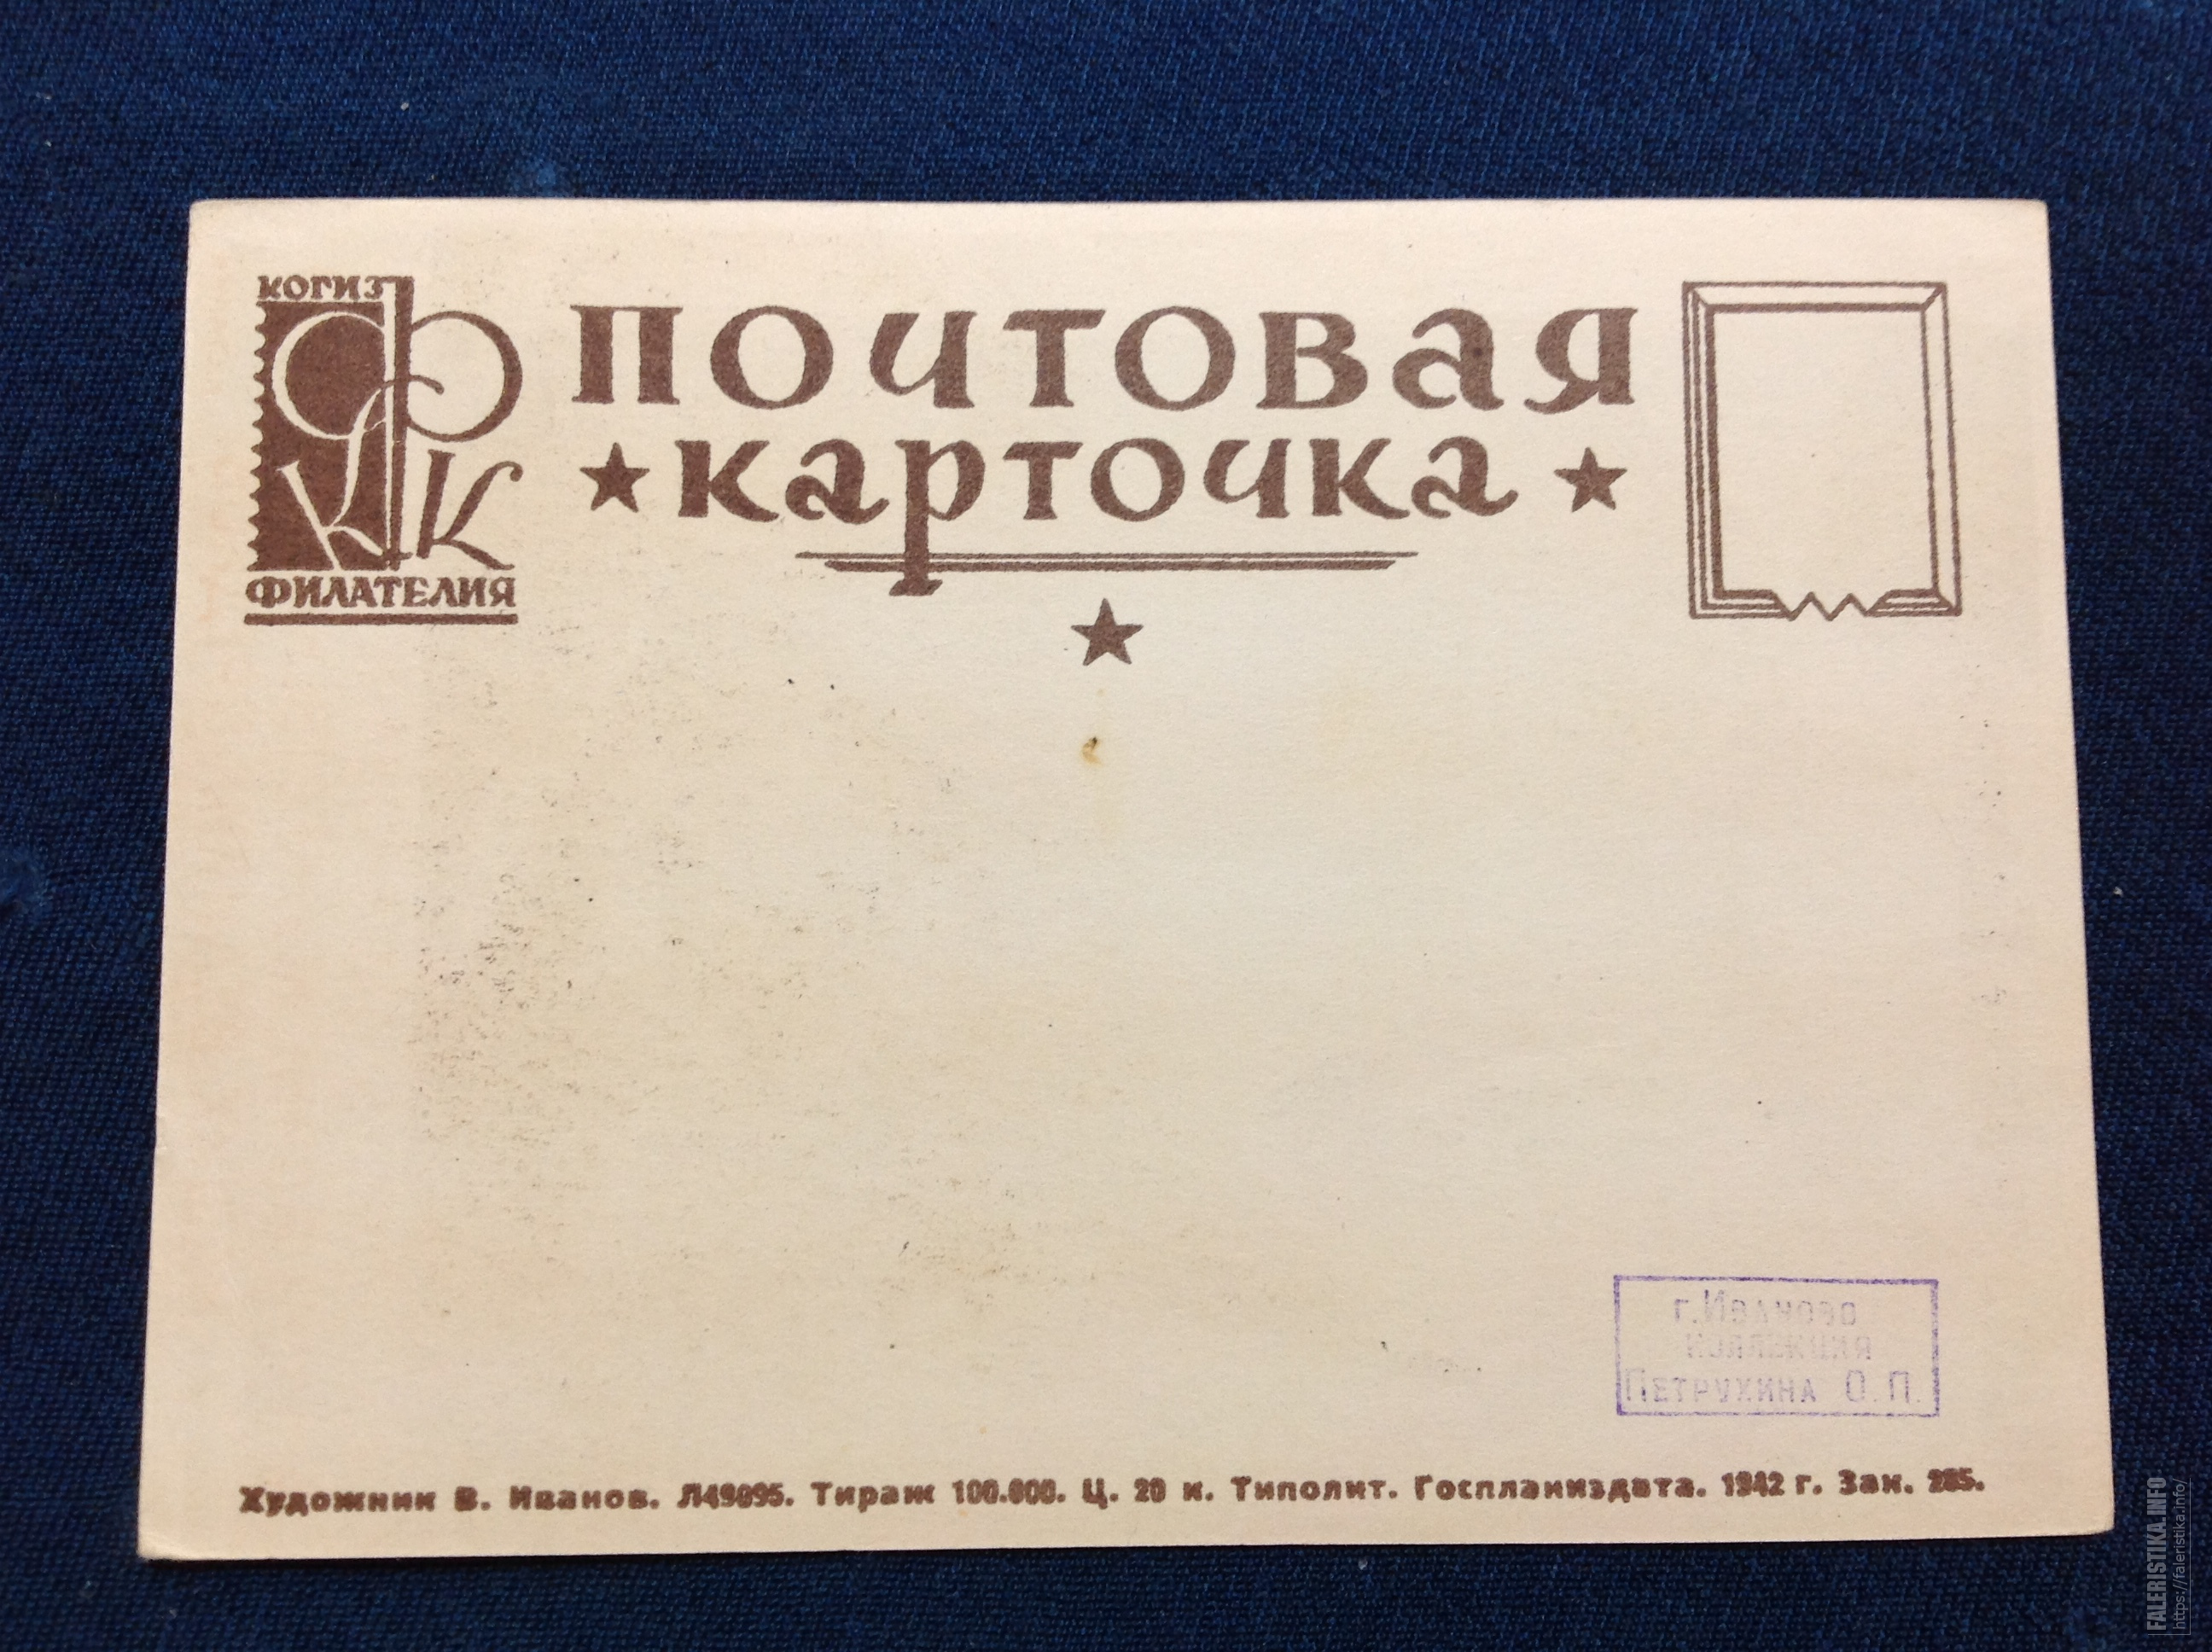 КОГИЗ
ФК
ФИЛАТЕЛИЯ
ПОЧТОВАЯ
★ карточка ★
★
г. Иваново
КОЛЛЕКЦИЯ
ПЕТРУХИНА О. П.
Художник В. Иванов. Л49095. Тираж 100.000. Ц. 20 к. Типолит. Госпланиздата. 1942 г. Зак. 285.
FALERISTIKA.INFO
https://faleristika.info/